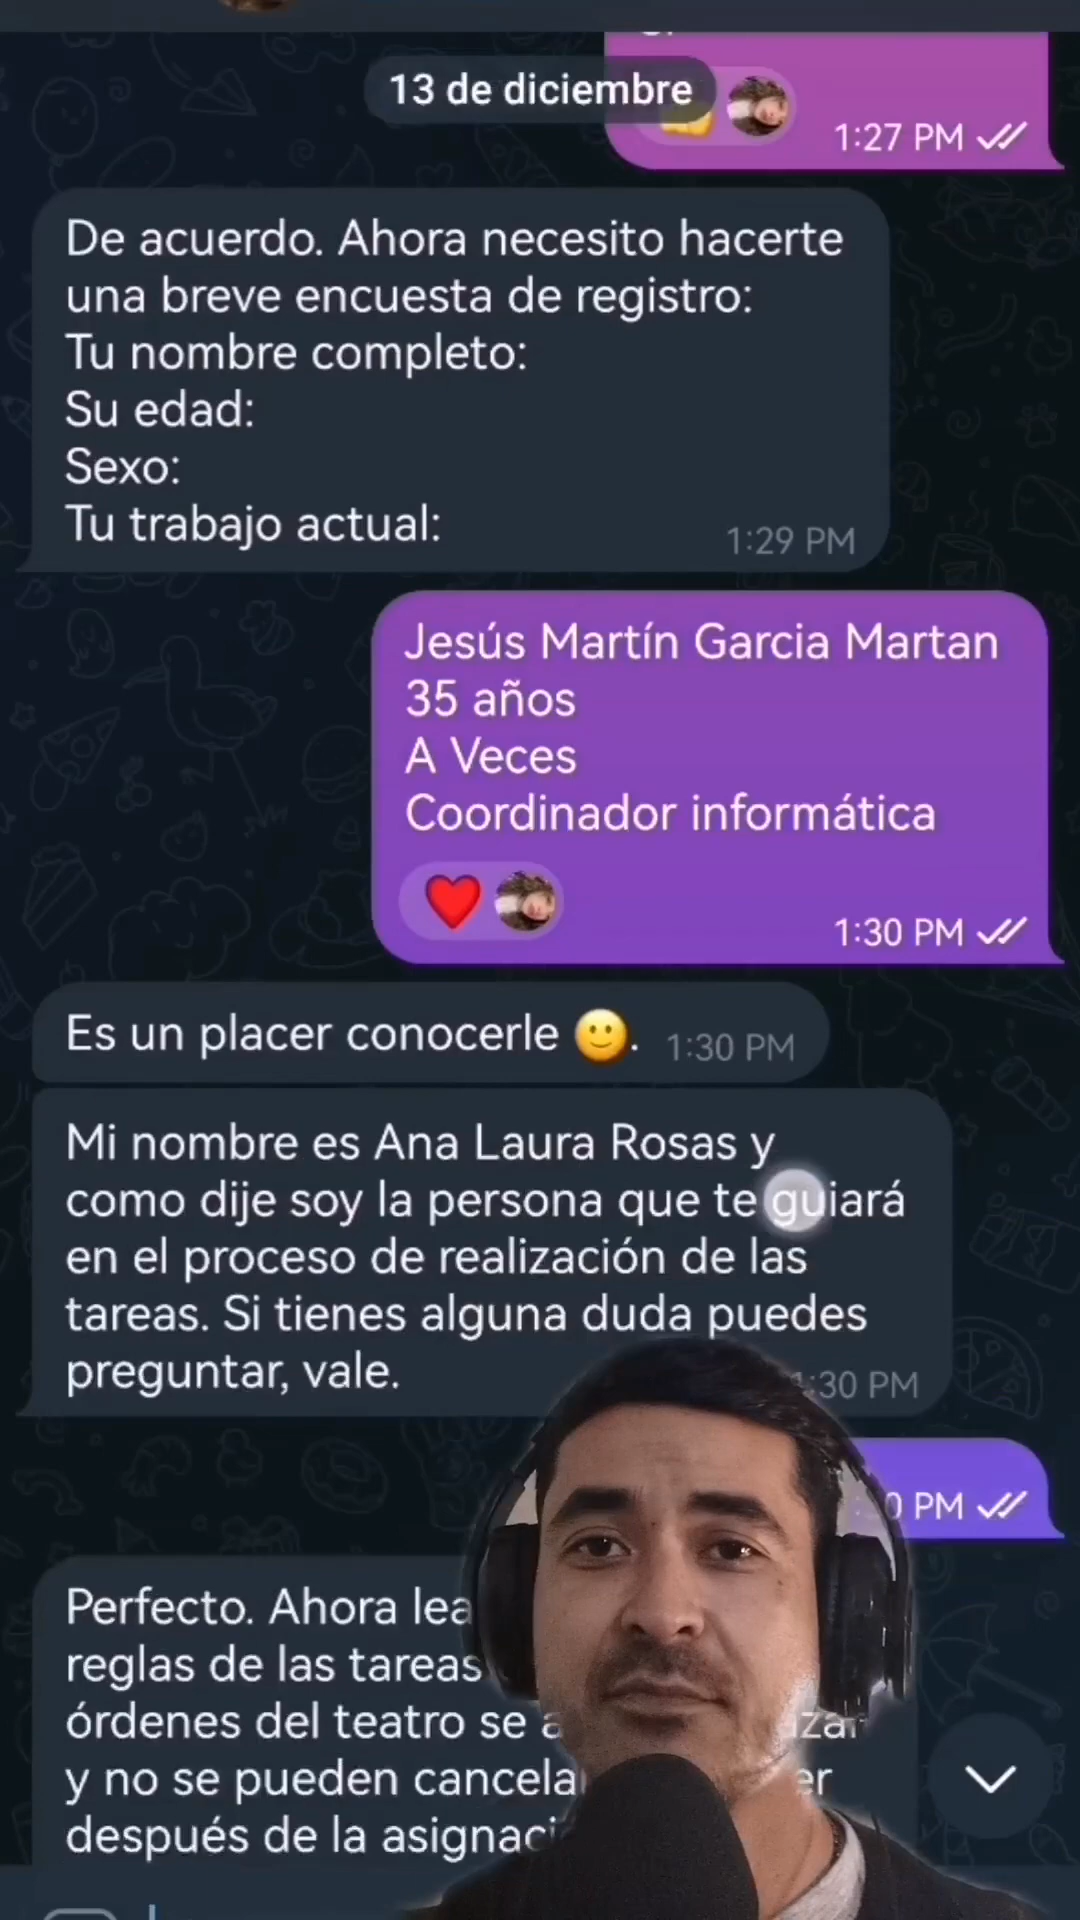 13 de diciembre
1:27 PM
De acuerdo. Ahora necesito hacerte
una breve encuesta de registro:
Tu nombre completo:
Su edad:
Sexo:
Tu trabajo actual:
1:29 PM
Jesús Martín Garcia Martan
35 años
A Veces
Coordinador informática
1:30 PM
Es un placer conocerle 🙂.
1:30 PM
Mi nombre es Ana Laura Rosas y
como dije soy la persona que te guiará
en el proceso de realización de las
tareas. Si tienes alguna duda puedes
preguntar, vale.
:30 PM
0 PM
Perfecto. Ahora lea
reglas de las tareas
órdenes del teatro se
y no se pueden
después de la